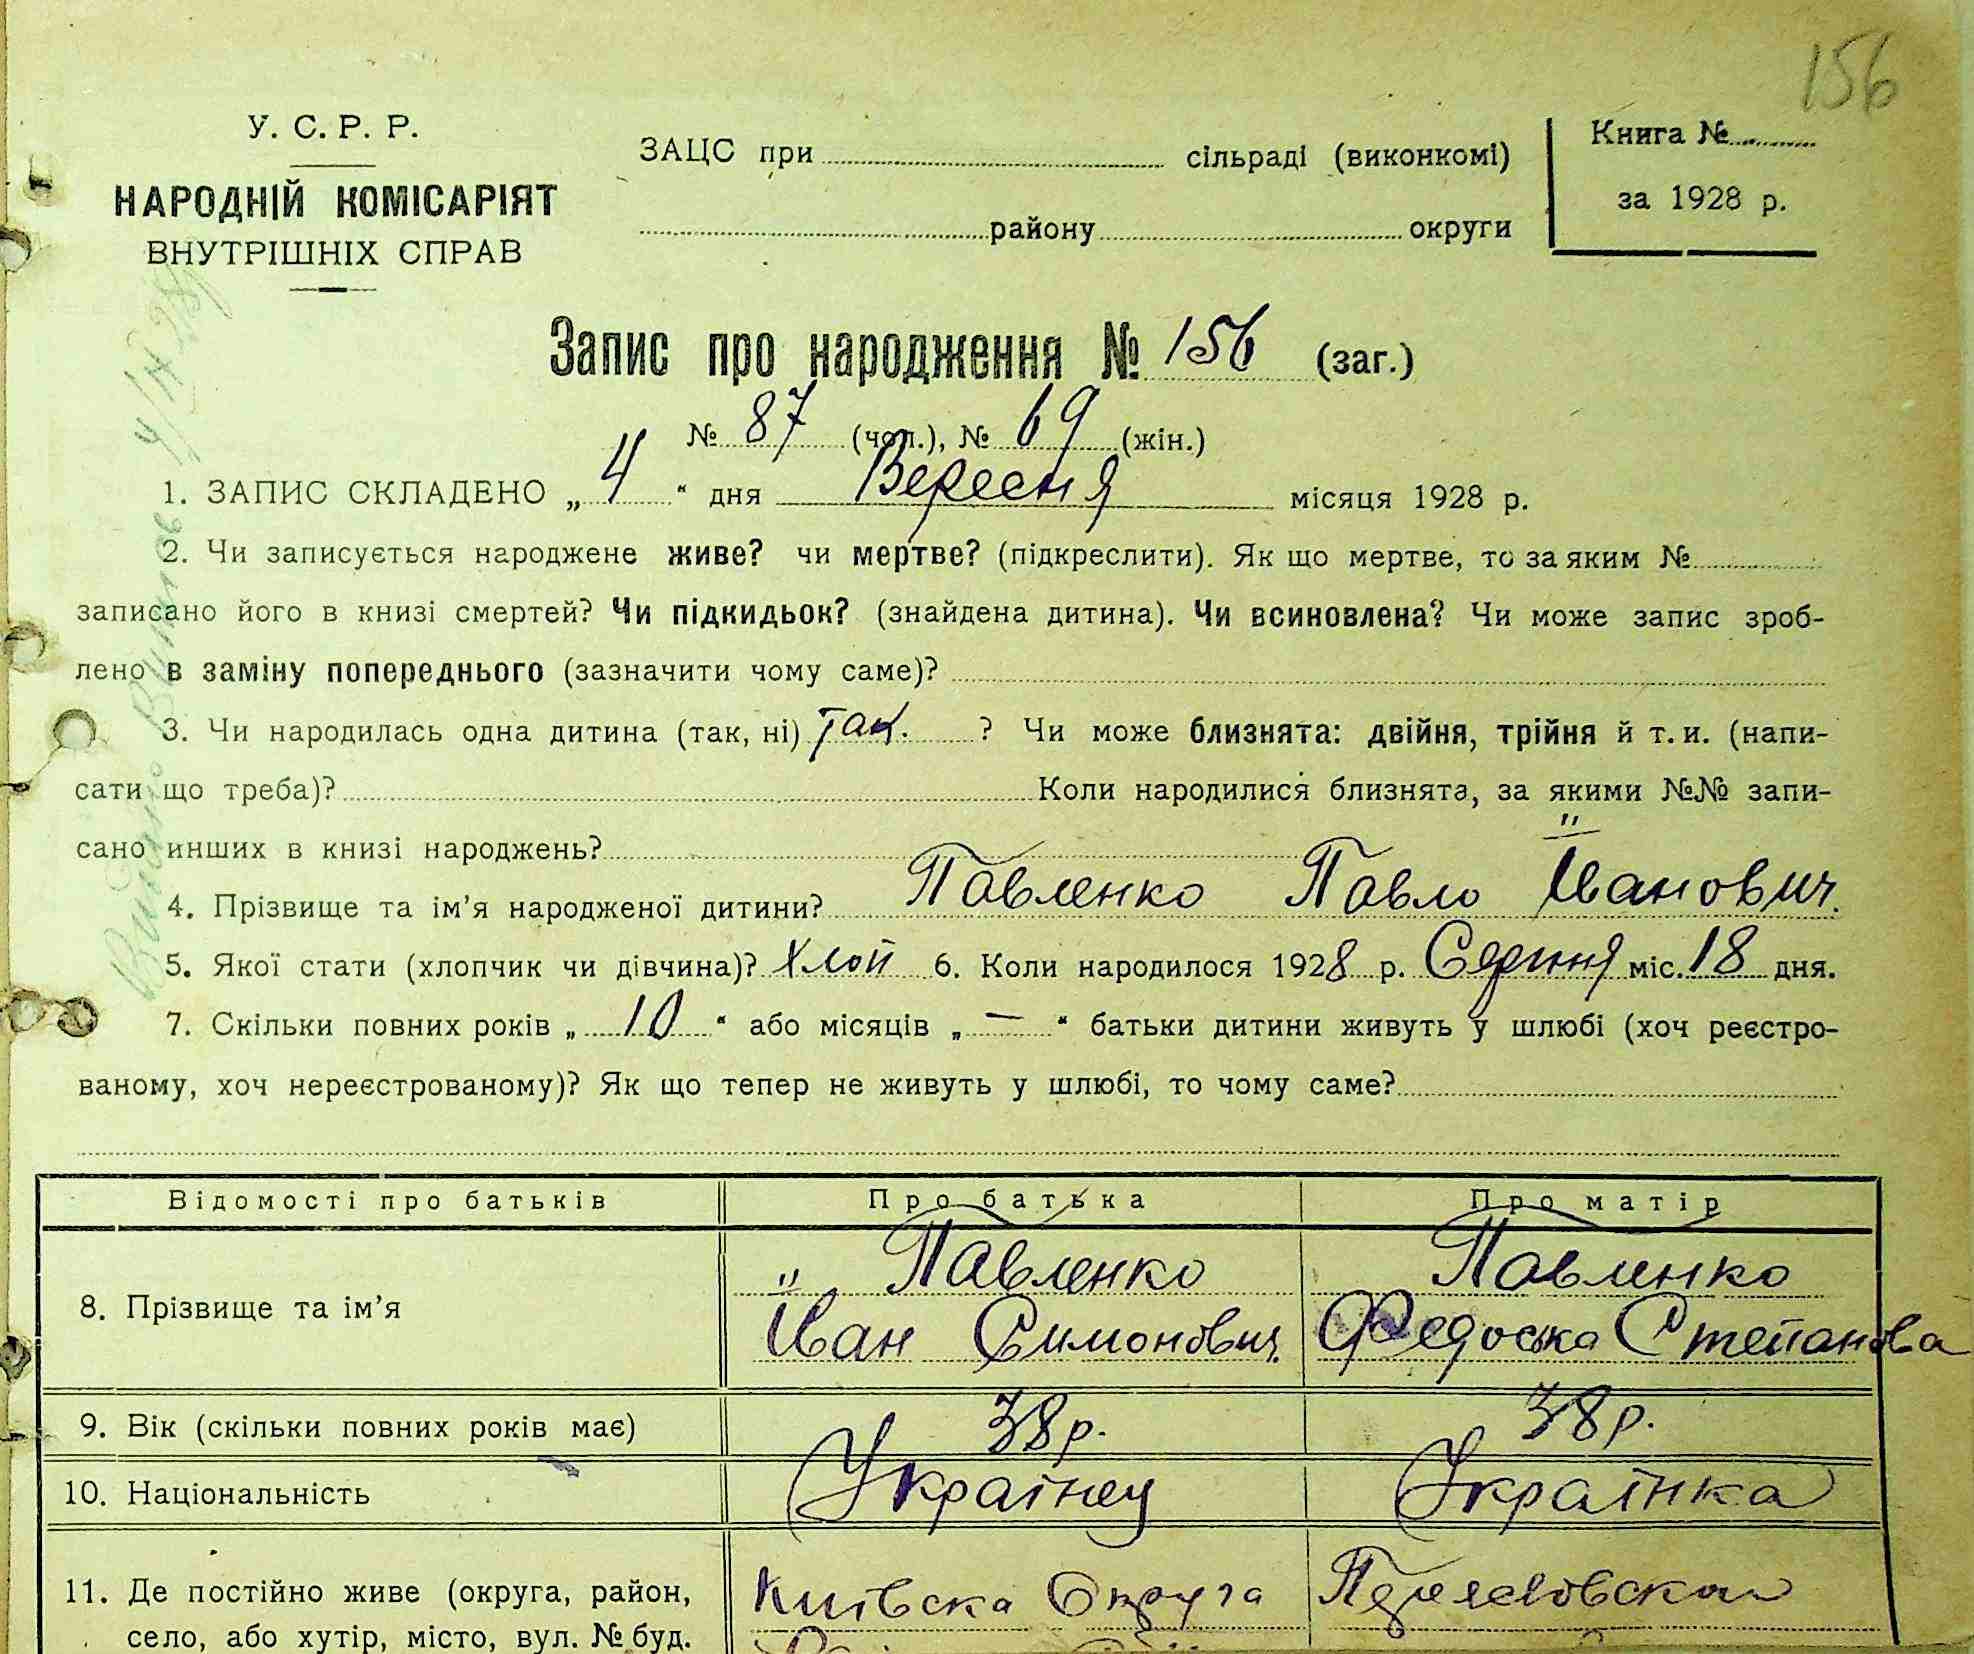 156
У. С. Р. Р.
НАРОДНІЙ КОМІСАРІЯТ
ВНУТРІШНІХ СПРАВ
ЗАЦС при сільраді (виконкомі)
району округи
Книга №
за 1928 р.
Запис про народження № 156 (заг.)
№ 87 (чол.), № 69 (жін.)
1. ЗАПИС СКЛАДЕНО „ 4 “ дня Вересня місяця 1928 р.
2. Чи записується народжене живе? чи мертве? (підкреслити). Як що мертве, то за яким №
записано його в книзі смертей? Чи підкидьок? (знайдена дитина). Чи всиновлена? Чи може запис зроб-
лено в заміну попереднього (зазначити чому саме)?
3. Чи народилась одна дитина (так, ні) так. ? Чи може близнята: двійня, трійня й т. и. (напи-
сати що треба)? Коли народилися близнята, за якими №№ запи-
сано инших в книзі народжень?
4. Прізвище та ім’я народженої дитини? Павленко Павло Іванович.
5. Якої стати (хлопчик чи дівчина)? Хлоп 6. Коли народилося 1928 р. Серпня міс. 18 дня.
7. Скільки повних років „ 10 “ або місяців „ — “ батьки дитини живуть у шлюбі (хоч реєстро-
ваному, хоч нереєстрованому)? Як що тепер не живуть у шлюбі, то чому саме?
Відомості про батьків Про батька Про матір
8. Прізвище та ім’я
Павленко
Іван Симонович
Павленко
Федоська Степанова
9. Вік (скільки повних років має) 38 р. 38 р.
10. Національність Украінец Украінка
11. Де постійно живе (округа, район,
село, або хутір, місто, вул. № буд.
Київска Округа